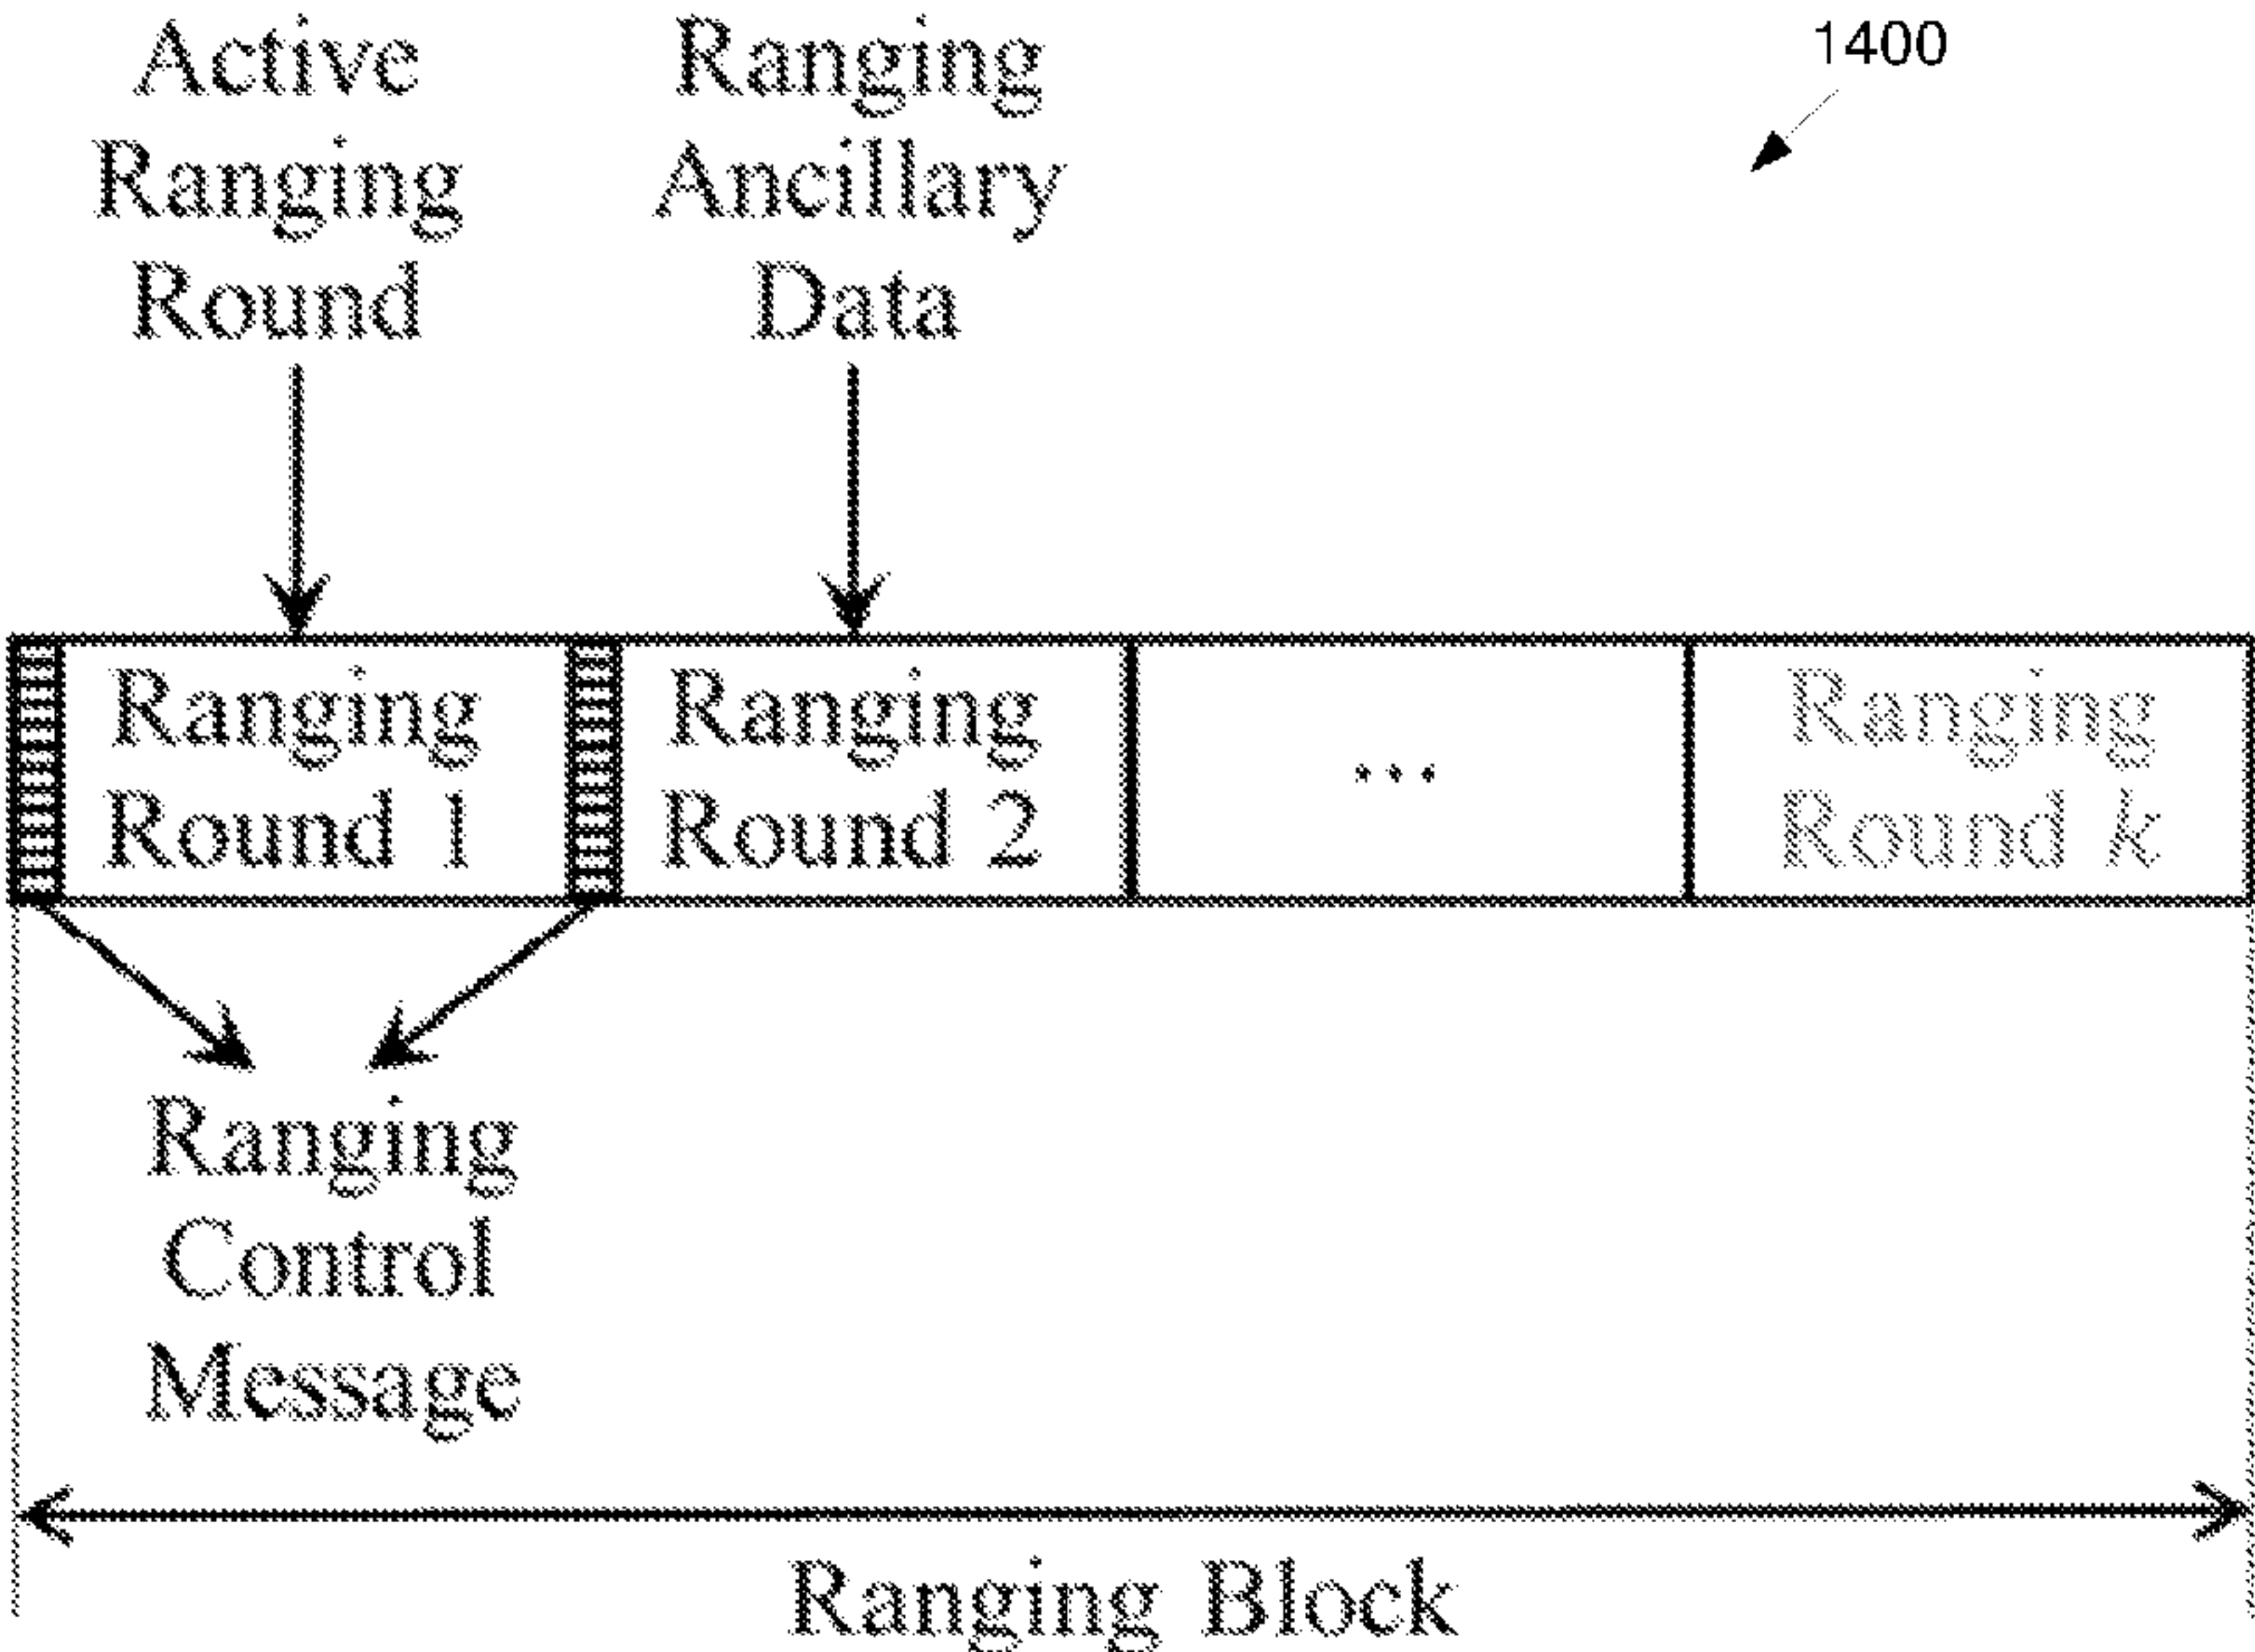 Active
Ranging
Round
Ranging
Ancillary
Data
1400
Ranging
Round 1
Ranging
Round 2
...
Ranging
Round k
Ranging
Control
Message
Ranging Block